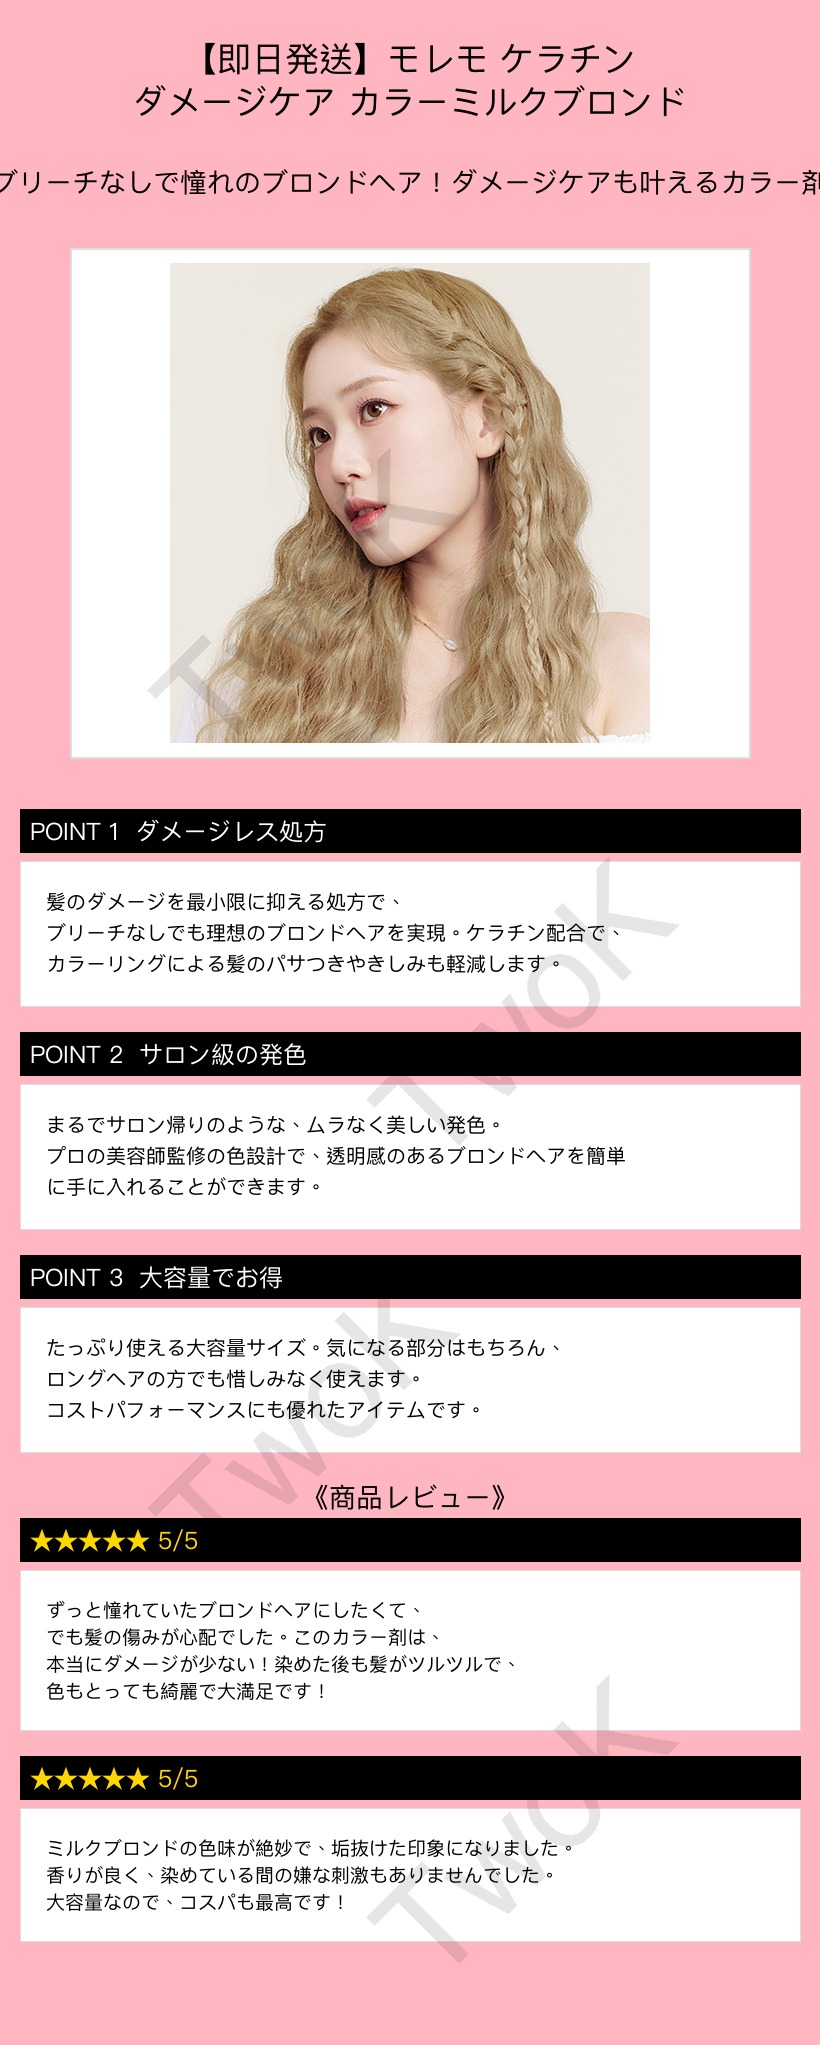 【即日発送】モレモ ケラチン
ダメージケア カラーミルクブロンド
ブリーチなしで憧れのブロンドヘア！ダメージケアも叶えるカラー剤
TwoK
POINT 1 ダメージレス処方
髪のダメージを最小限に抑える処方で、
ブリーチなしでも理想のブロンドヘアを実現。ケラチン配合で、
カラーリングによる髪のパサつきやきしみも軽減します。
TwoK
POINT 2 サロン級の発色
まるでサロン帰りのような、ムラなく美しい発色。
プロの美容師監修の色設計で、透明感のあるブロンドヘアを簡単
に手に入れることができます。
POINT 3 大容量でお得
たっぷり使える大容量サイズ。気になる部分はもちろん、
ロングヘアの方でも惜しみなく使えます。
コストパフォーマンスにも優れたアイテムです。
TwoK
《商品レビュー》
★★★★★ 5/5
ずっと憧れていたブロンドヘアにしたくて、
でも髪の傷みが心配でした。このカラー剤は、
本当にダメージが少ない！染めた後も髪がツルツルで、
色もとっても綺麗で大満足です！
★★★★★ 5/5
ミルクブロンドの色味が絶妙で、垢抜けた印象になりました。
香りが良く、染めている間の嫌な刺激もありませんでした。
大容量なので、コスパも最高です！
TwoK